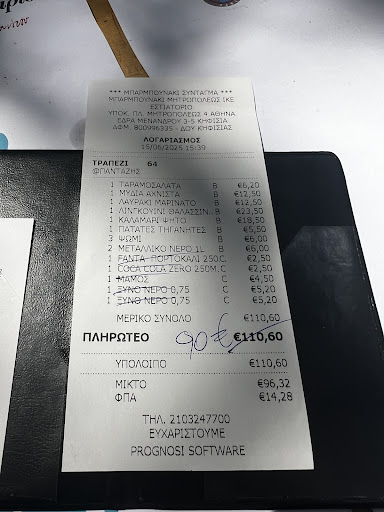 *** ΜΠΑΡΜΠΟΥΝΑΚΙ ΣΥΝΤΑΓΜΑ ***
ΜΠΑΡΜΠΟΥΝΑΚΙ ΜΗΤΡΟΠΟΛΕΩΣ ΙΚΕ
ΕΣΤΙΑΤΟΡΙΟ
ΥΠΟΚ. ΠΛ. ΜΗΤΡΟΠΟΛΕΩΣ 4 ΑΘΗΝΑ
ΕΔΡΑ ΜΕΝΑΝΔΡΟΥ 3-5 ΚΗΦΙΣΙΑ
ΑΦΜ. 800996335 - ΔΟΥ ΚΗΦΙΣΙΑΣ
ΛΟΓΑΡΙΑΣΜΟΣ
15/06/2025 15:39
ΤΡΑΠΕΖΙ 64
@ΠΑΝΤΑΖΗΣ
1 ΤΑΡΑΜΟΣΑΛΑΤΑ B €6,20
1 ΜΥΔΙΑ ΑΧΝΙΣΤΑ B €12,50
1 ΛΑΥΡΑΚΙ ΜΑΡΙΝΑΤΟ B €12,50
1 ΛΙΝΓΚΟΥΙΝΙ ΘΑΛΑΣΣΙΝ. B €23,50
1 ΚΑΛΑΜΑΡΙ ΨΗΤΟ B €18,50
1 ΠΑΤΑΤΕΣ ΤΗΓΑΝΗΤΕΣ B €5,50
3 ΨΩΜΙ B €6,00
2 ΜΕΤΑΛΛΙΚΟ ΝΕΡΟ 1L B €6,00
1 FANTA ΠΟΡΤΟΚΑΛΙ 250 C €2,50
1 COCA COLA ZERO 250M. C €2,50
1 ΜΑΜΟΣ C €4,50
1 ΞΥΝΟ ΝΕΡΟ 0,75 C €5,20
1 ΞΥΝΟ ΝΕΡΟ 0,75 C €5,20
ΜΕΡΙΚΟ ΣΥΝΟΛΟ €110,60
ΠΛΗΡΩΤΕΟ 90 € €110,60
ΥΠΟΛΟΙΠΟ €110,60
ΜΙΚΤΟ €96,32
ΦΠΑ €14,28
ΤΗΛ. 2103247700
ΕΥΧΑΡΙΣΤΟΥΜΕ
PROGNOSI SOFTWARE